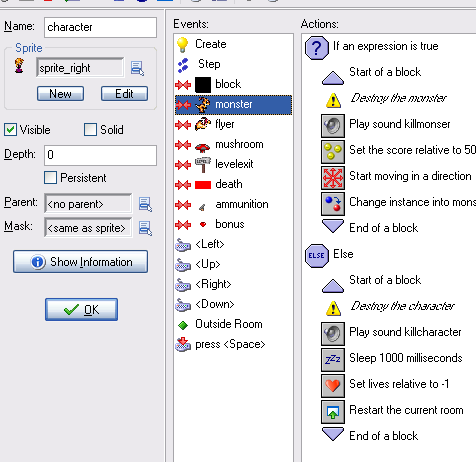 Name: character
Sprite
sprite_right
New Edit
Visible Solid
Depth: 0
Persistent
Parent: <no parent>
Mask: <same as sprite>
Show Information
OK
Events:
Create
Step
block
monster
flyer
mushroom
levelexit
death
ammunition
bonus
<Left>
<Up>
<Right>
<Down>
Outside Room
press <Space>
Actions:
If an expression is true
Start of a block
Destroy the monster
Play sound killmonser
Set the score relative to 50
Start moving in a direction
Change instance into mons
End of a block
ELSE Else
Start of a block
Destroy the character
Play sound killcharacter
Sleep 1000 milliseconds
Set lives relative to -1
Restart the current room
End of a block